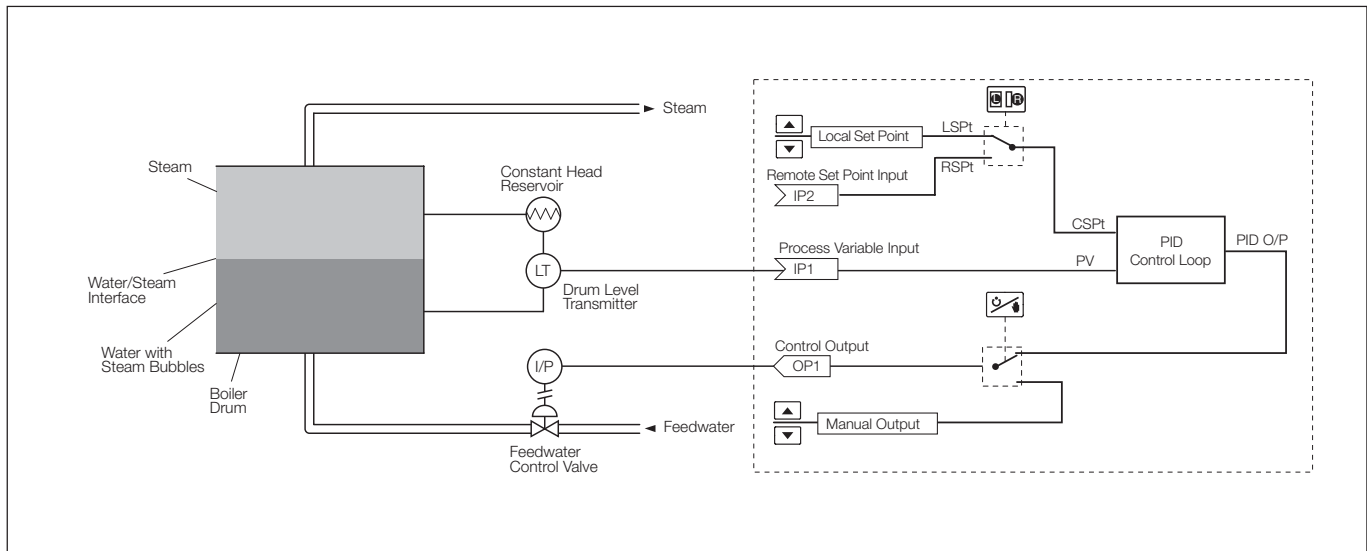 Steam
Steam
Constant Head
Reservoir
LT
Drum Level
Transmitter
Water/Steam
Interface
Water with
Steam Bubbles
Boiler
Drum
I/P
Feedwater
Feedwater
Control Valve
L R
Local Set Point
LSPt
RSPt
Remote Set Point Input
IP2
CSPt
Process Variable Input
IP1
PV
PID
Control Loop
PID O/P
Control Output
OP1
Manual Output